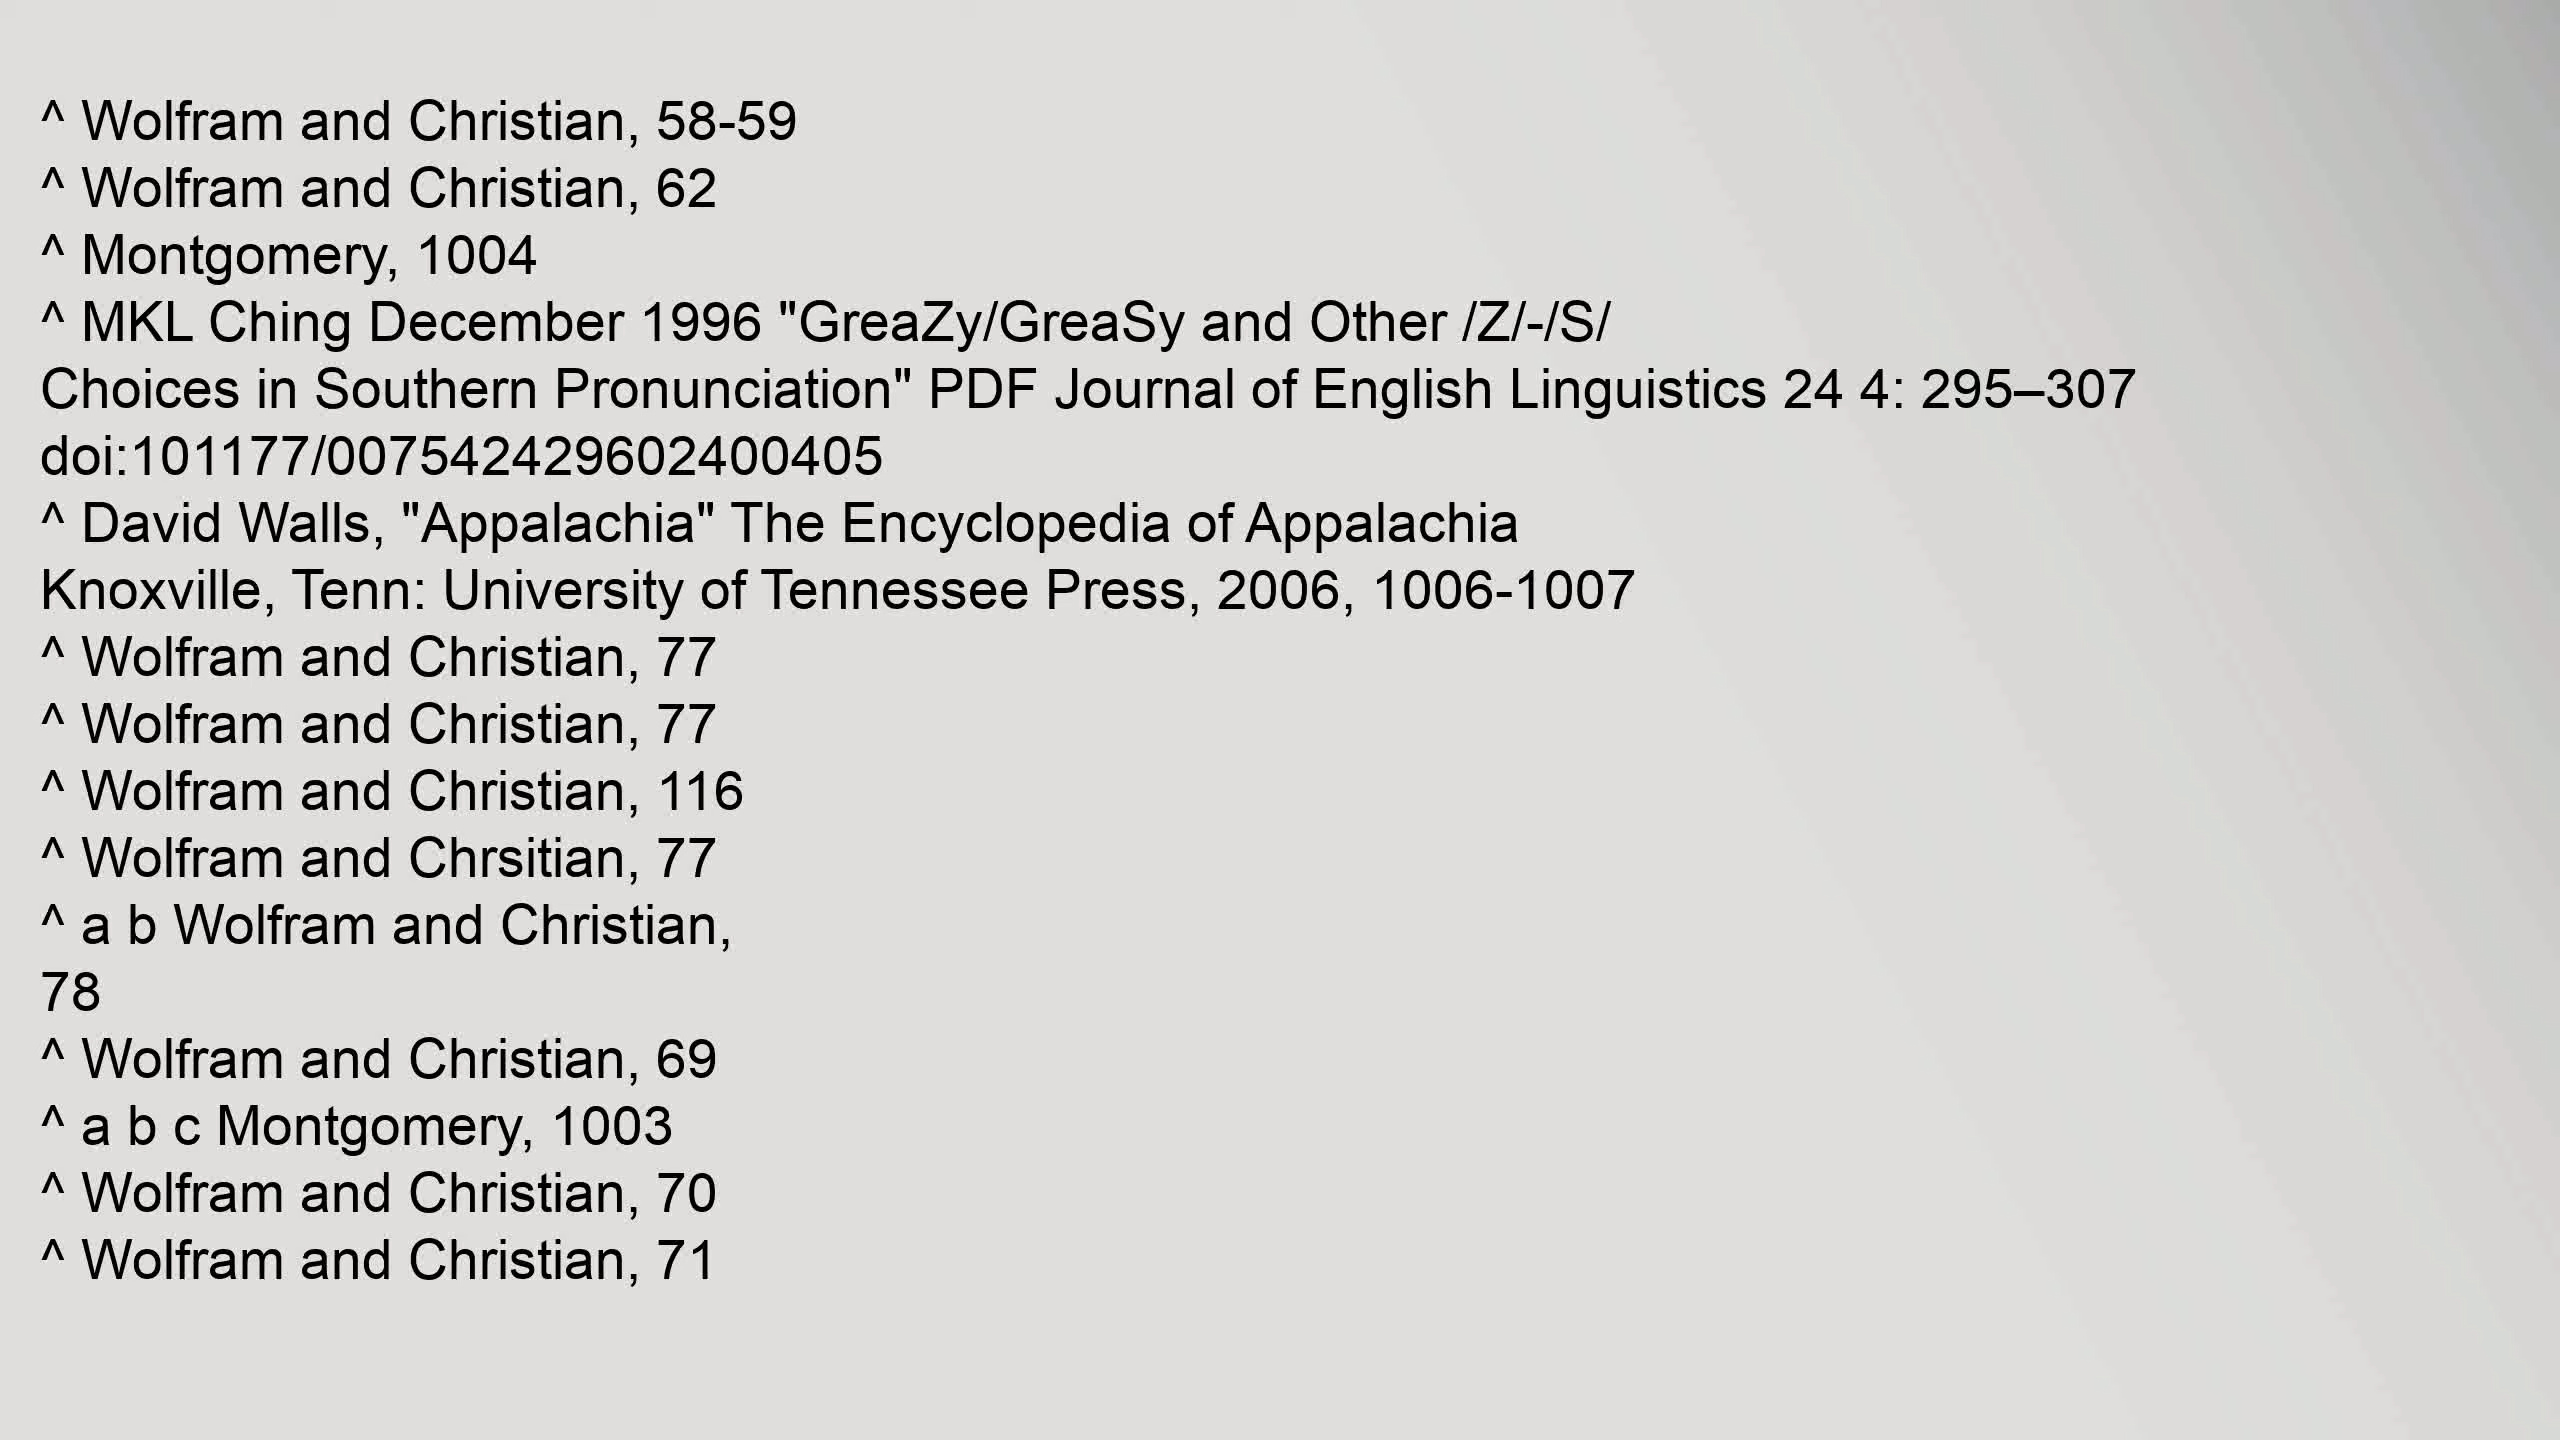 ^ Wolfram and Christian, 58-59
^ Wolfram and Christian, 62
^ Montgomery, 1004
^ MKL Ching December 1996 "GreaZy/GreaSy and Other /Z/-/S/
Choices in Southern Pronunciation" PDF Journal of English Linguistics 24 4: 295–307
doi:101177/007542429602400405
^ David Walls, "Appalachia" The Encyclopedia of Appalachia
Knoxville, Tenn: University of Tennessee Press, 2006, 1006-1007
^ Wolfram and Christian, 77
^ Wolfram and Christian, 77
^ Wolfram and Christian, 116
^ Wolfram and Chrsitian, 77
^ a b Wolfram and Christian,
78
^ Wolfram and Christian, 69
^ a b c Montgomery, 1003
^ Wolfram and Christian, 70
^ Wolfram and Christian, 71